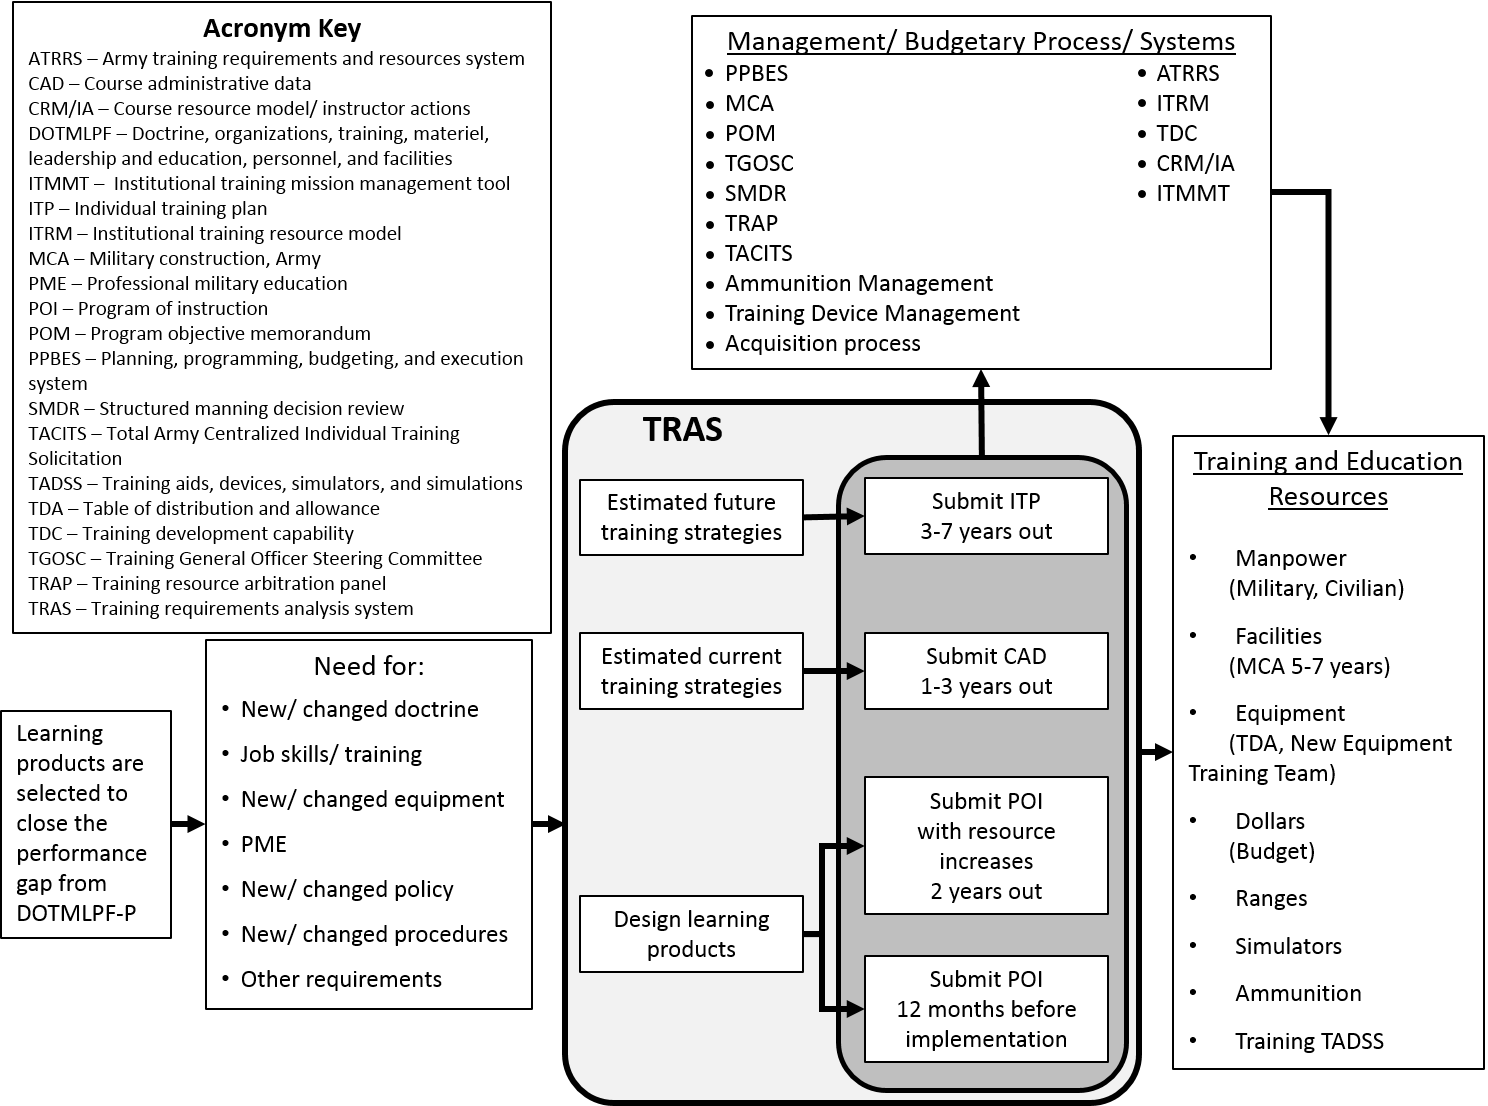 Acronym Key
ATRRS – Army training requirements and resources system
CAD – Course administrative data
CRM/IA – Course resource model/ instructor actions
DOTMLPF – Doctrine, organizations, training, materiel,
leadership and education, personnel, and facilities
ITMMT –  Institutional training mission management tool
ITP – Individual training plan
ITRM – Institutional training resource model
MCA – Military construction, Army
PME – Professional military education
POI – Program of instruction
POM – Program objective memorandum
PPBES – Planning, programming, budgeting, and execution
system
SMDR – Structured manning decision review
TACITS – Total Army Centralized Individual Training
Solicitation
TADSS – Training aids, devices, simulators, and simulations
TDA – Table of distribution and allowance
TDC – Training development capability
TGOSC – Training General Officer Steering Committee
TRAP – Training resource arbitration panel
TRAS – Training requirements analysis system
Learning
products are
selected to
close the
performance
gap from
DOTMLPF-P
Need for:
• New/ changed doctrine
• Job skills/ training
• New/ changed equipment
• PME
• New/ changed policy
• New/ changed procedures
• Other requirements
TRAS
Estimated future
training strategies
Submit ITP
3-7 years out
Estimated current
training strategies
Submit CAD
1-3 years out
Design learning
products
Submit POI
with resource
increases
2 years out
Submit POI
12 months before
implementation
Management/ Budgetary Process/ Systems
• PPBES
• MCA
• POM
• TGOSC
• SMDR
• TRAP
• TACITS
• Ammunition Management
• Training Device Management
• Acquisition process
• ATRRS
• ITRM
• TDC
• CRM/IA
• ITMMT
Training and Education
Resources
• Manpower
(Military, Civilian)
• Facilities
(MCA 5-7 years)
• Equipment
(TDA, New Equipment
Training Team)
• Dollars
(Budget)
• Ranges
• Simulators
• Ammunition
• Training TADSS